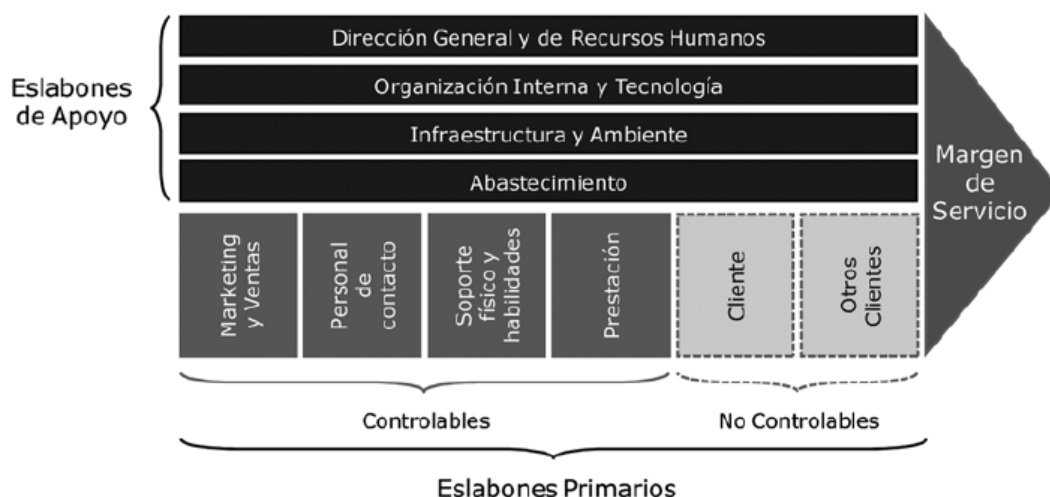 Dirección General y de Recursos Humanos
Organización Interna y Tecnología
Infraestructura y Ambiente
Abastecimiento
Eslabones
de Apoyo
Margen
de
Servicio
Marketing
y Ventas
Personal
de
contacto
Soporte
físico y
habilidades
Prestación
Cliente
Otros
Clientes
Controlables
No Controlables
Eslabones Primarios